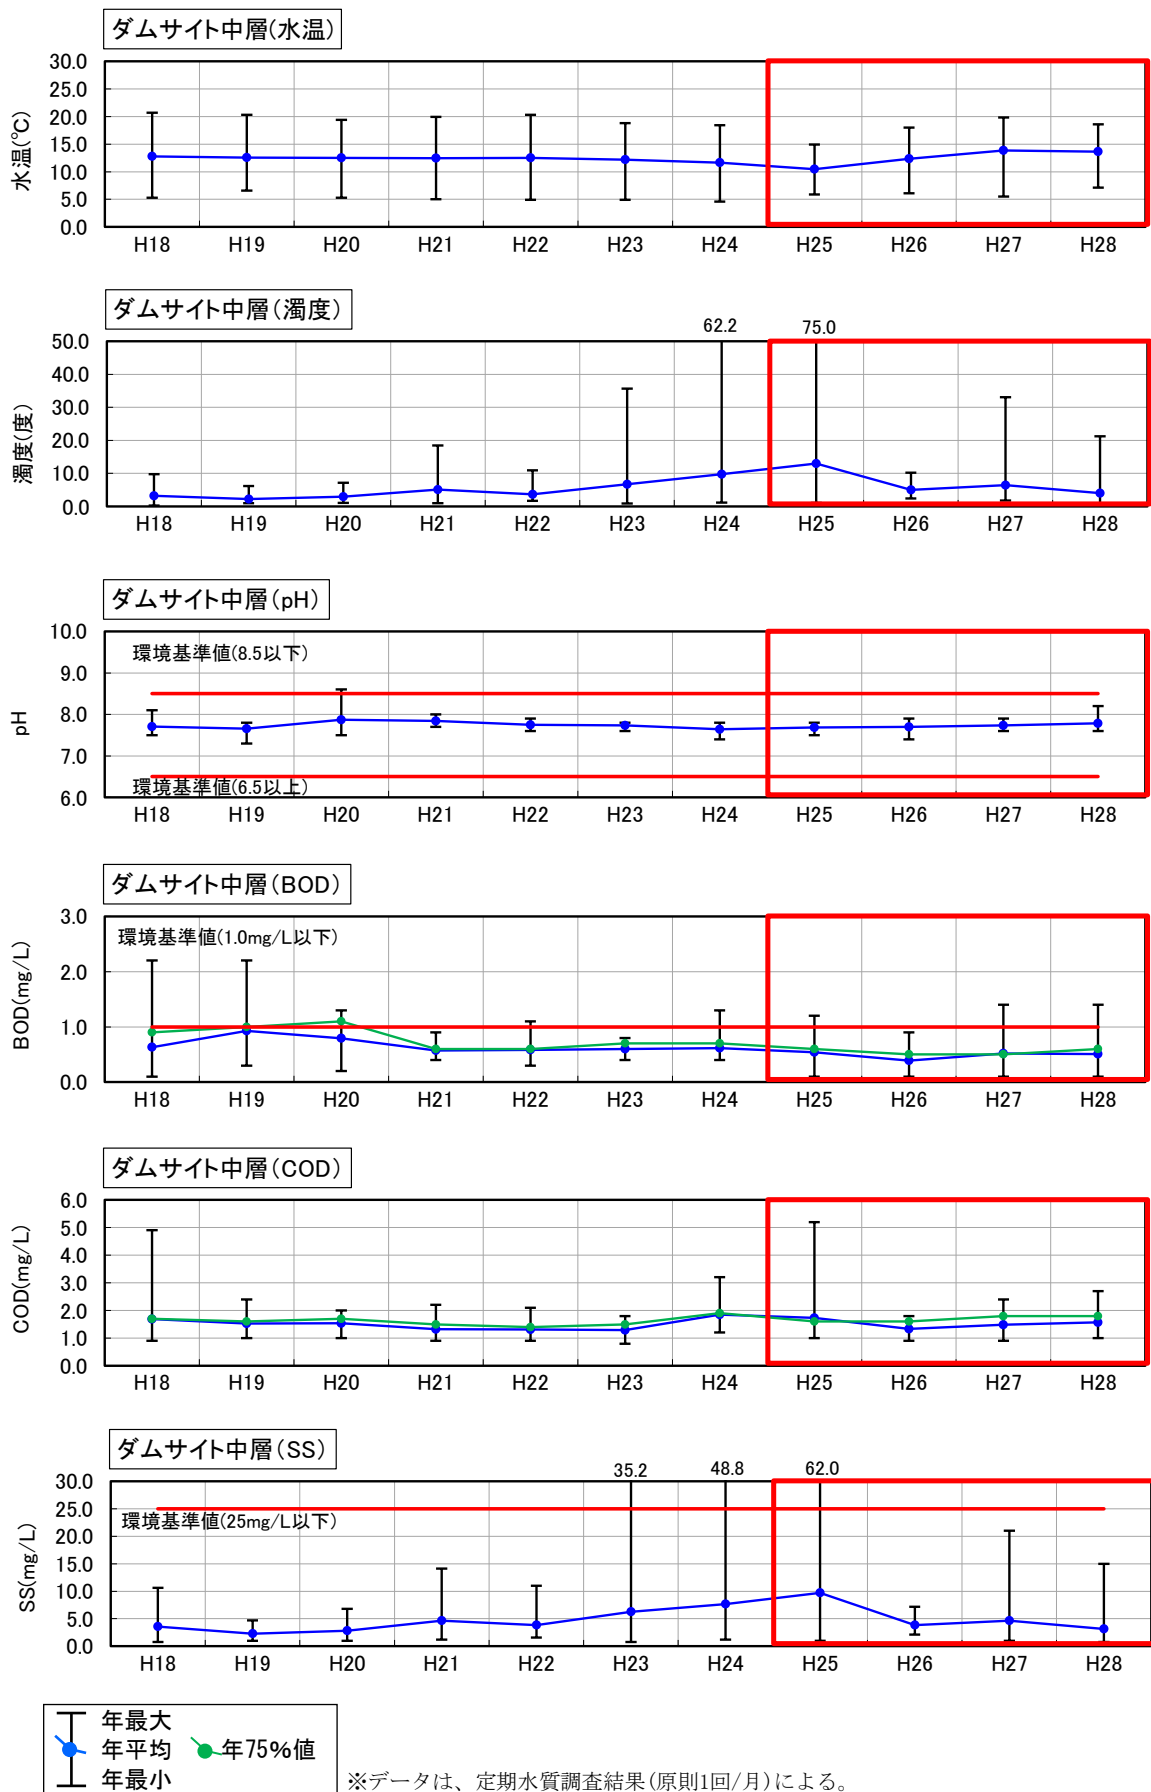 ダムサイト中層(水温)
30.0
25.0
20.0
15.0
10.0
5.0
0.0
水温(℃)
H18 H19 H20 H21 H22 H23 H24 H25 H26 H27 H28
ダムサイト中層(濁度)
62.2 75.0
50.0
40.0
30.0
20.0
10.0
0.0
濁度(度)
H18 H19 H20 H21 H22 H23 H24 H25 H26 H27 H28
ダムサイト中層(pH)
10.0
9.0
8.0
7.0
6.0
pH
環境基準値(8.5以下)
環境基準値(6.5以上)
H18 H19 H20 H21 H22 H23 H24 H25 H26 H27 H28
ダムサイト中層(BOD)
3.0
2.0
1.0
0.0
BOD(mg/L)
環境基準値(1.0mg/L以下)
H18 H19 H20 H21 H22 H23 H24 H25 H26 H27 H28
ダムサイト中層(COD)
6.0
5.0
4.0
3.0
2.0
1.0
0.0
COD(mg/L)
H18 H19 H20 H21 H22 H23 H24 H25 H26 H27 H28
ダムサイト中層(SS)
35.2 48.8 62.0
30.0
25.0
20.0
15.0
10.0
5.0
0.0
SS(mg/L)
環境基準値(25mg/L以下)
H18 H19 H20 H21 H22 H23 H24 H25 H26 H27 H28
年最大
年平均 年75%値
年最小
※データは、定期水質調査結果(原則1回/月)による。